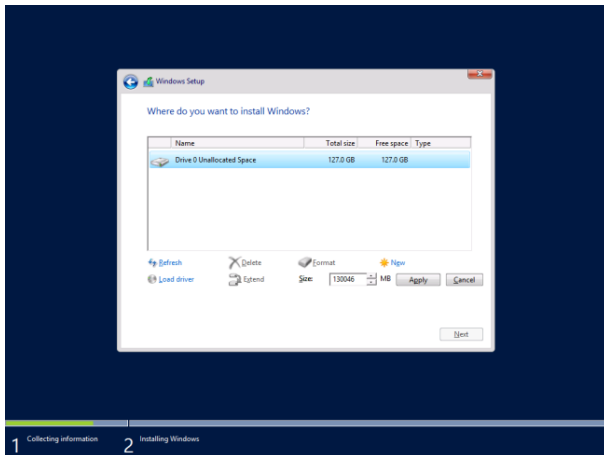 Windows Setup
Where do you want to install Windows?
Name Total size Free space Type
Drive 0 Unallocated Space 127.0 GB 127.0 GB
Refresh Delete Format New
Load driver Extend Size: 130046 MB Apply Cancel
Next
1 Collecting information 2 Installing Windows